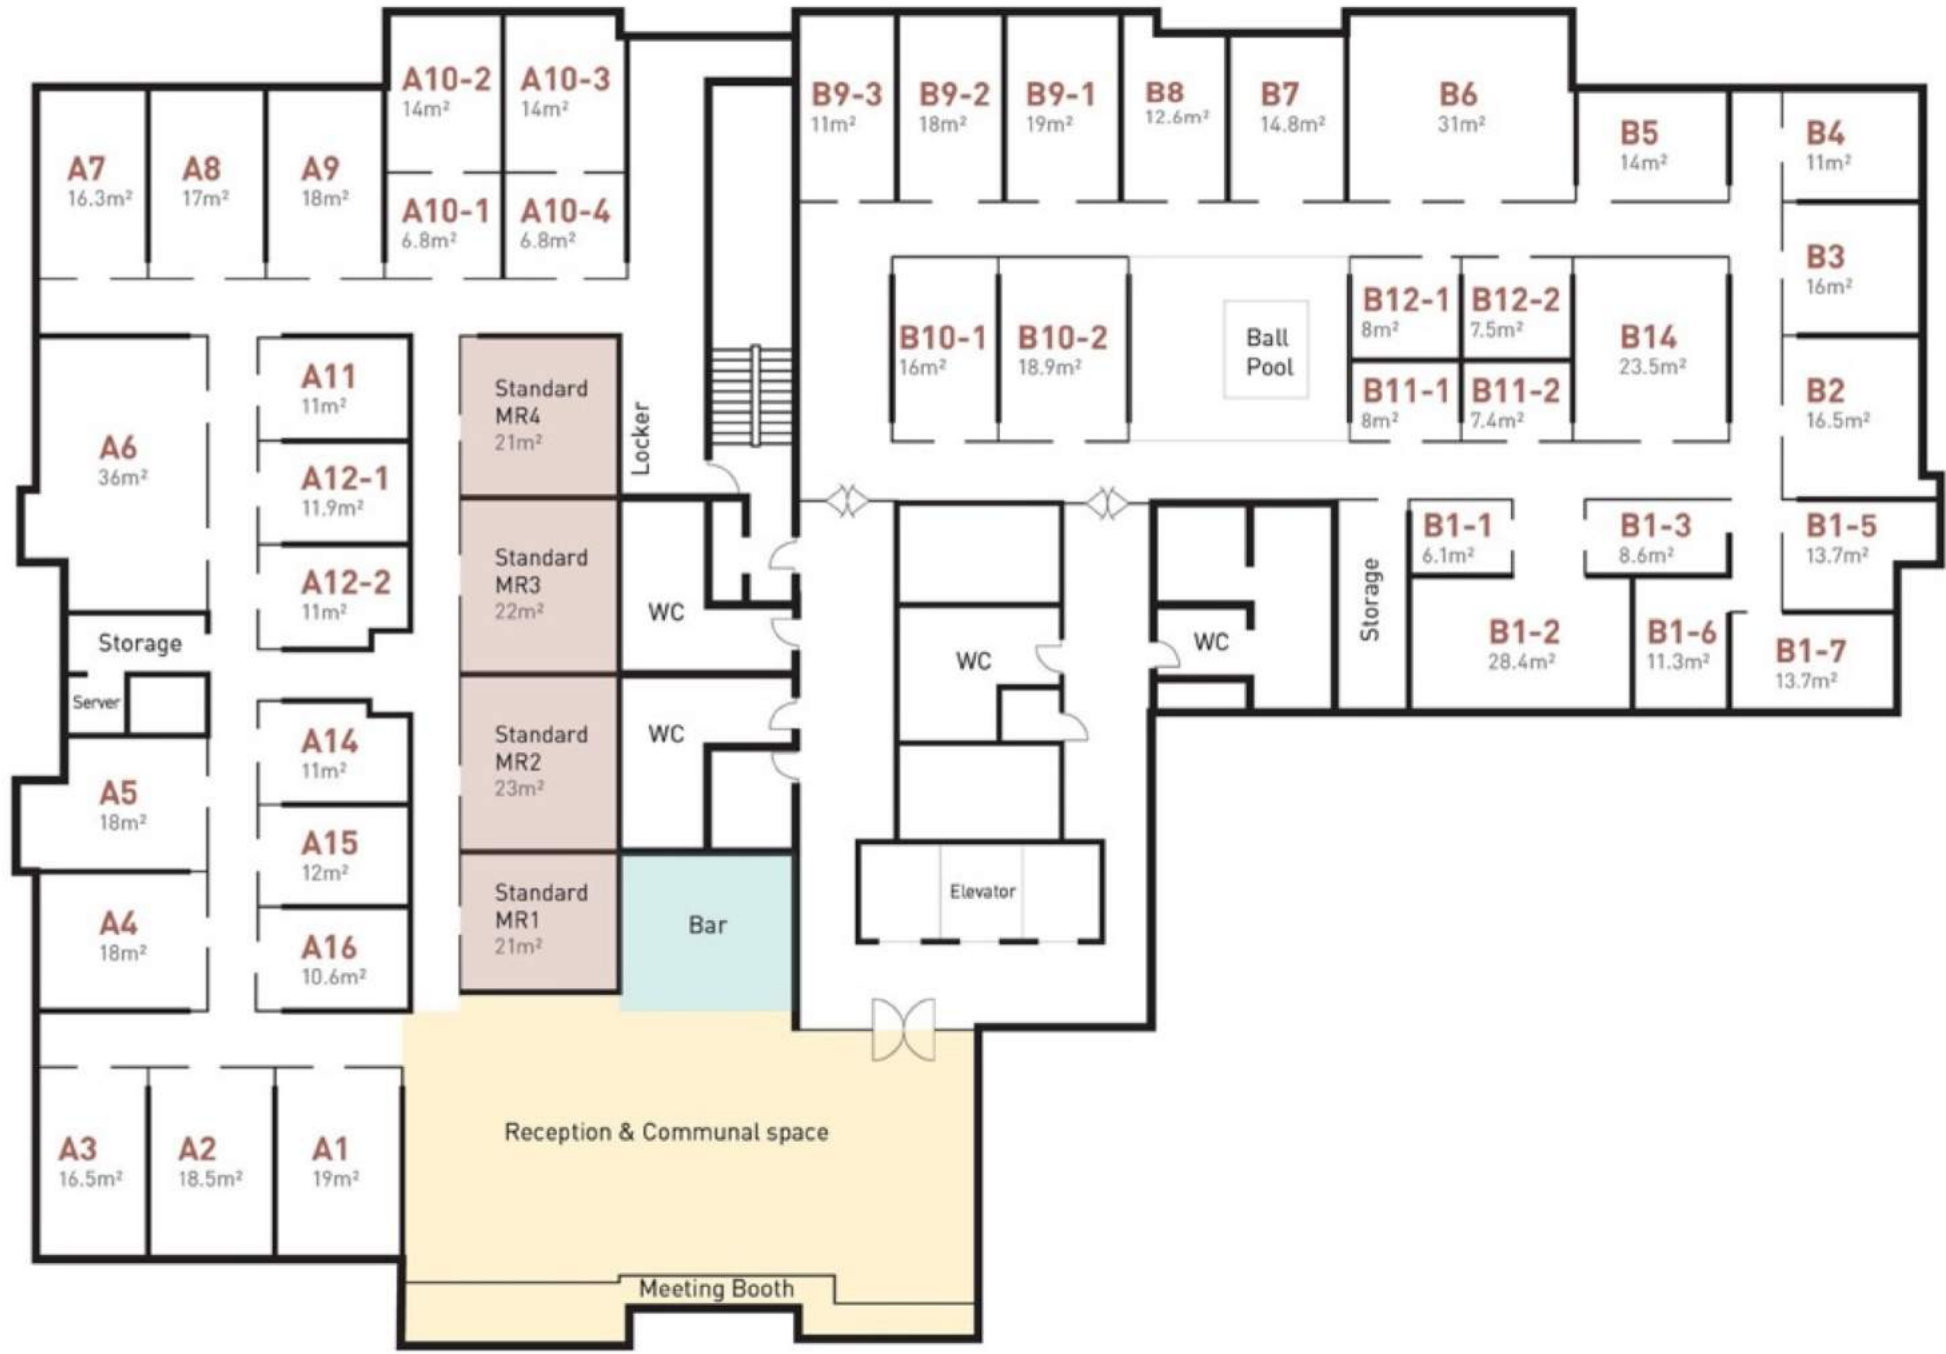 A10-2
14m²
A10-3
14m²
B9-3
11m²
B9-2
18m²
B9-1
19m²
B8
12.6m²
B7
14.8m²
B6
31m²
B5
14m²
B4
11m²
A7
16.3m²
A8
17m²
A9
18m²
A10-1
6.8m²
A10-4
6.8m²
B3
16m²
B10-1
16m²
B10-2
18.9m²
Ball
Pool
B12-1
8m²
B12-2
7.5m²
B14
23.5m²
B11-1
8m²
B11-2
7.4m²
B2
16.5m²
A6
36m²
A11
11m²
Standard
MR4
21m²
Locker
A12-1
11.9m²
A12-2
11m²
Standard
MR3
22m²
WC
WC
WC
Storage
B1-1
6.1m²
B1-3
8.6m²
B1-5
13.7m²
B1-2
28.4m²
B1-6
11.3m²
B1-7
13.7m²
Storage
Server
A14
11m²
Standard
MR2
23m²
WC
A5
18m²
A15
12m²
A4
18m²
A16
10.6m²
Standard
MR1
21m²
Bar
Elevator
A3
16.5m²
A2
18.5m²
A1
19m²
Reception & Communal space
Meeting Booth